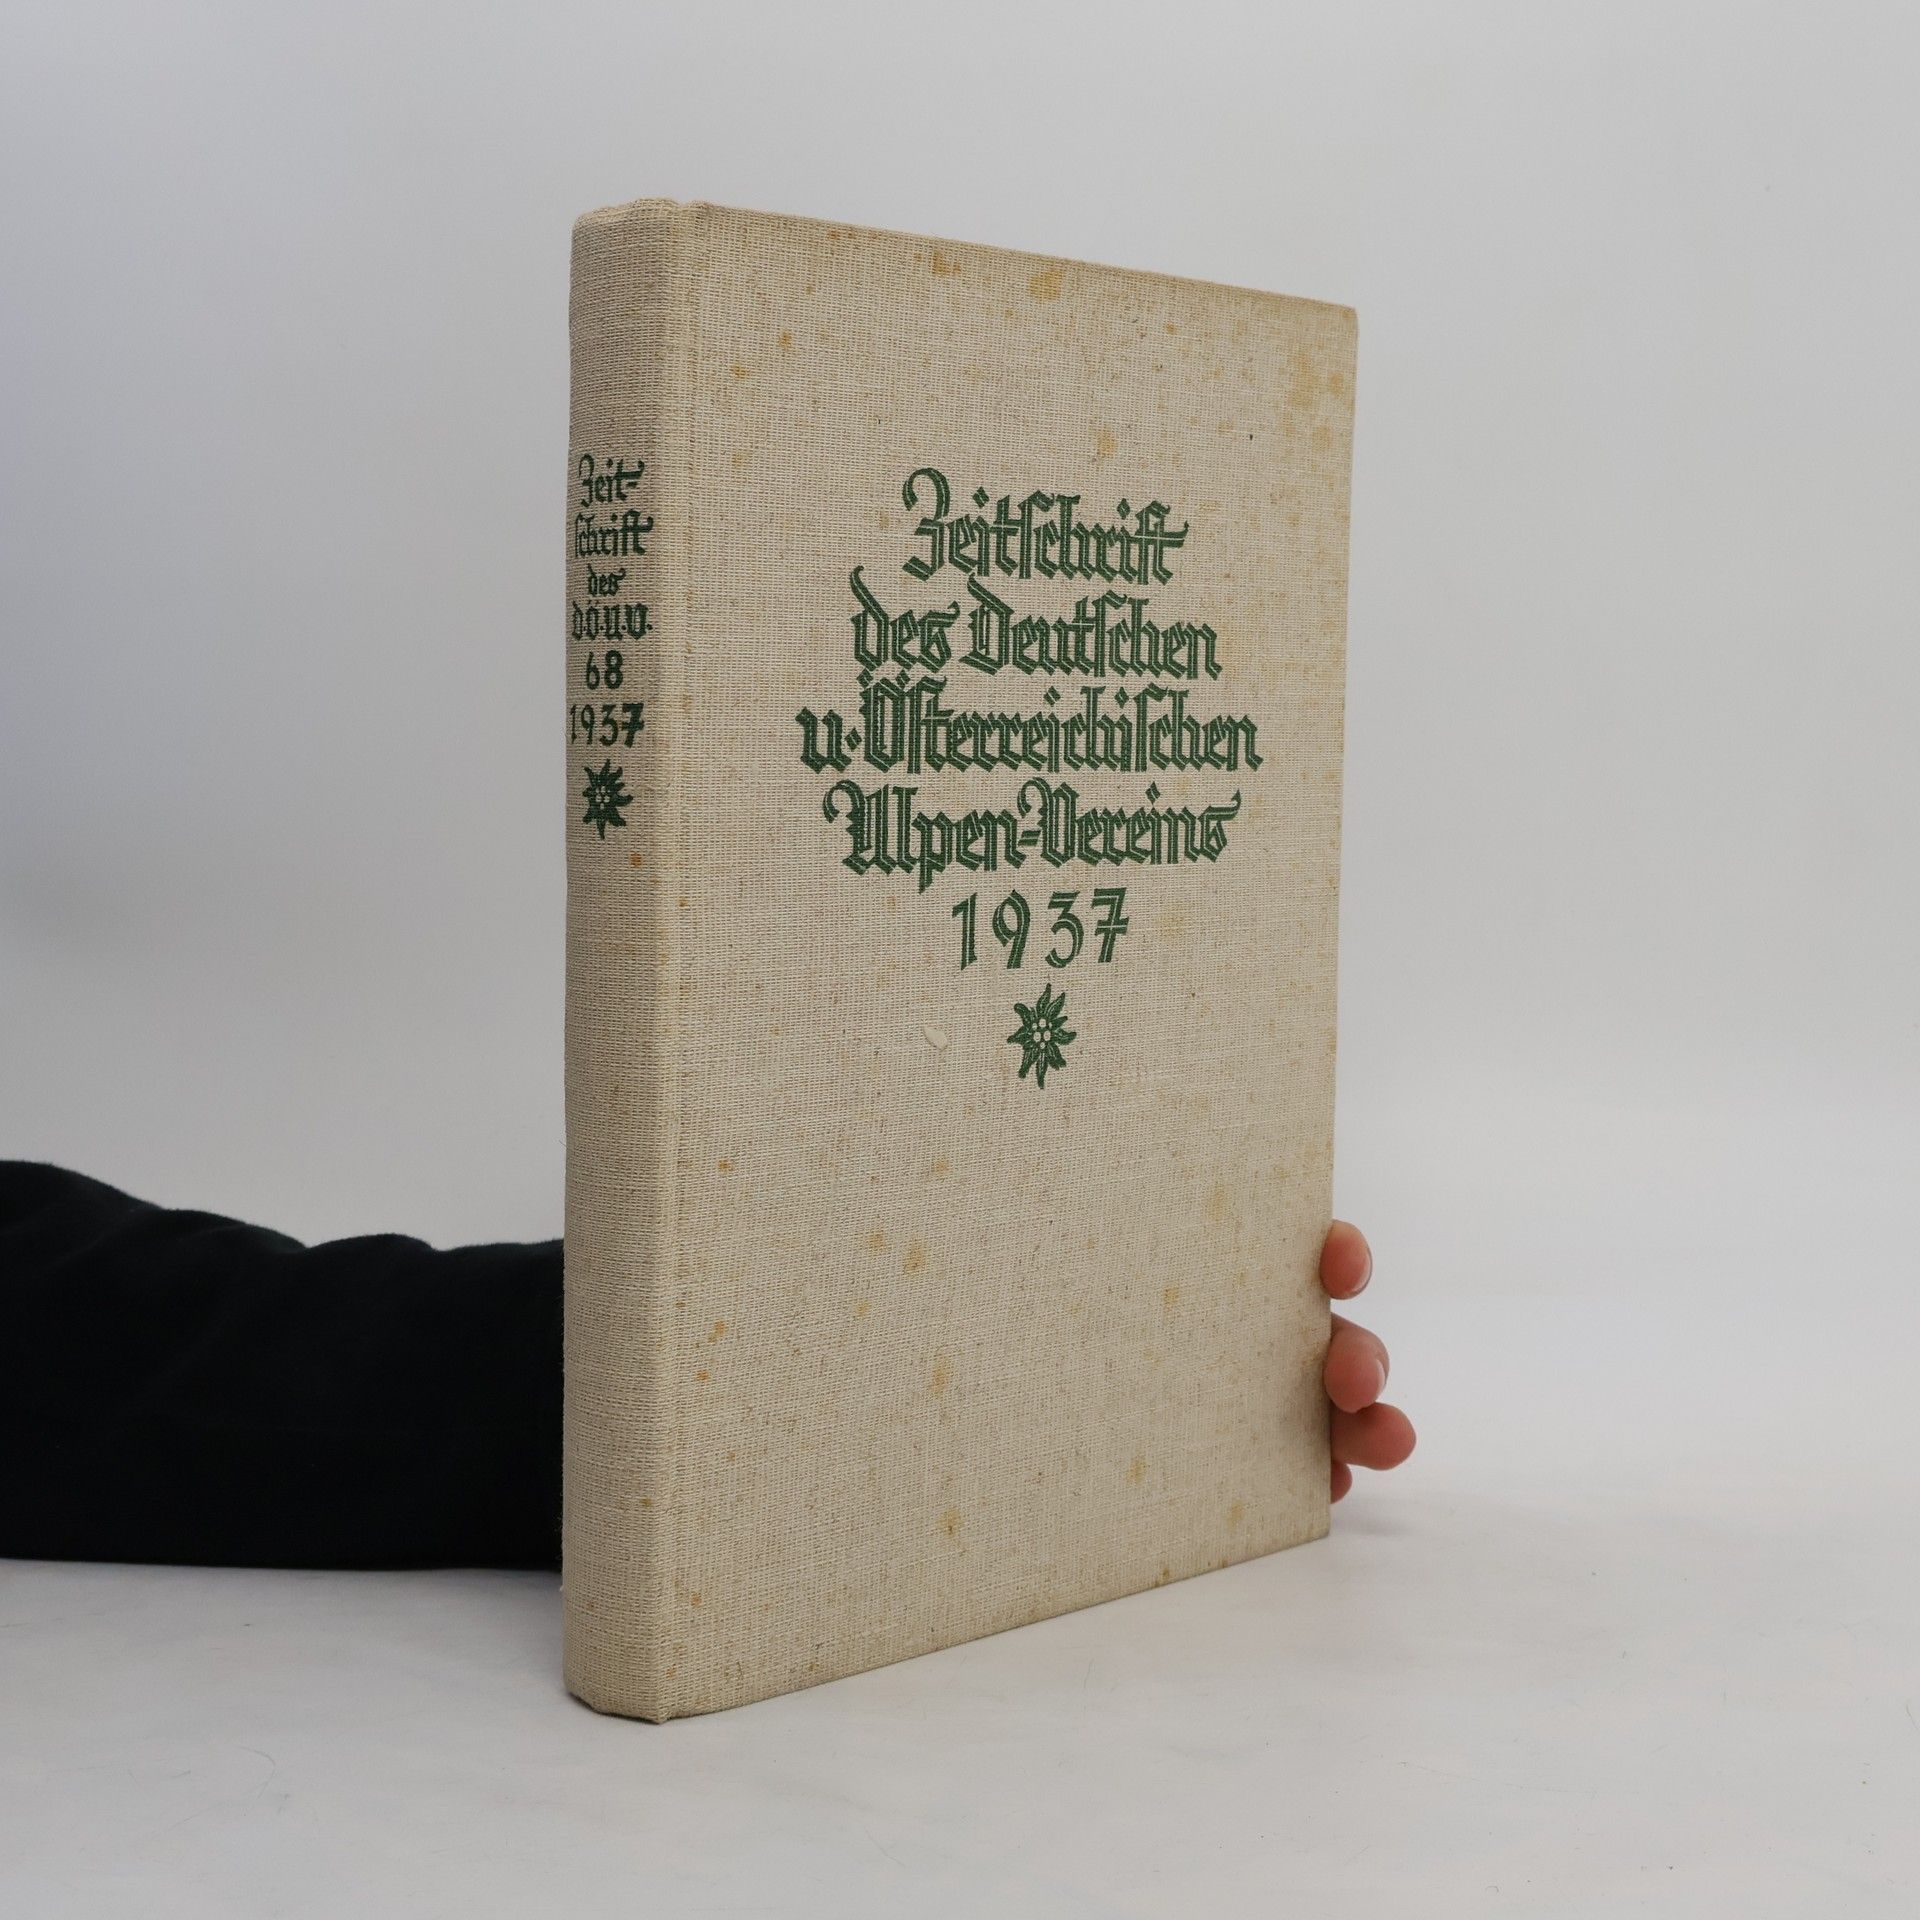 Zeit=
schrift
des
D.Ö.A.V.
68
1937
Zeitschrift
des Deutschen
u. Österreichischen
Alpen=Vereins
1937